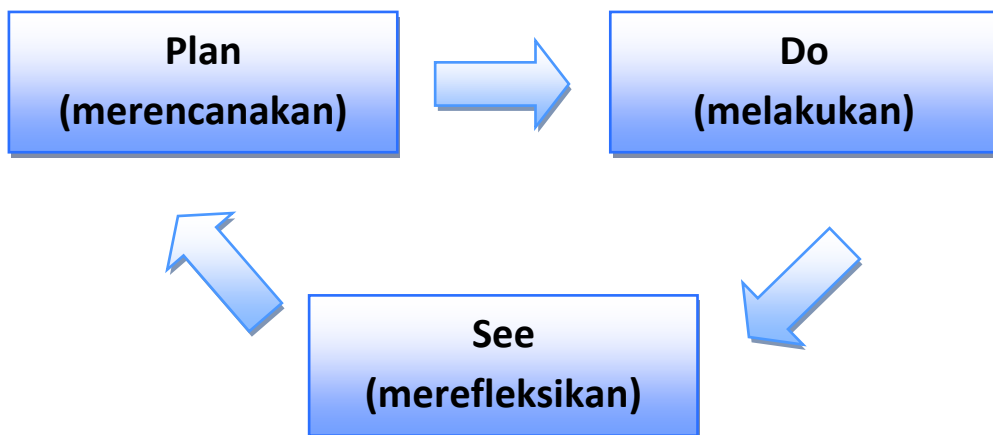 Plan
(merencanakan)
Do
(melakukan)
See
(merefleksikan)